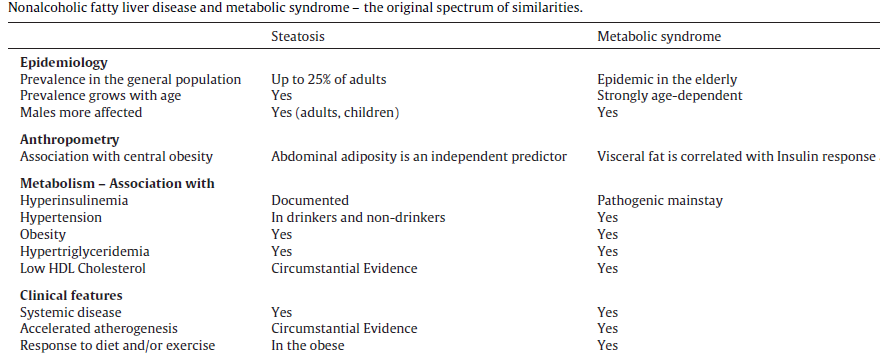 Nonalcoholic fatty liver disease and metabolic syndrome – the original spectrum of similarities.
Steatosis Metabolic syndrome
Epidemiology
Prevalence in the general population Up to 25% of adults Epidemic in the elderly
Prevalence grows with age Yes Strongly age-dependent
Males more affected Yes (adults, children) Yes
Anthropometry
Association with central obesity Abdominal adiposity is an independent predictor Visceral fat is correlated with Insulin response
Metabolism – Association with
Hyperinsulinemia Documented Pathogenic mainstay
Hypertension In drinkers and non-drinkers Yes
Obesity Yes Yes
Hypertriglyceridemia Yes Yes
Low HDL Cholesterol Circumstantial Evidence Yes
Clinical features
Systemic disease Yes Yes
Accelerated atherogenesis Circumstantial Evidence Yes
Response to diet and/or exercise In the obese Yes